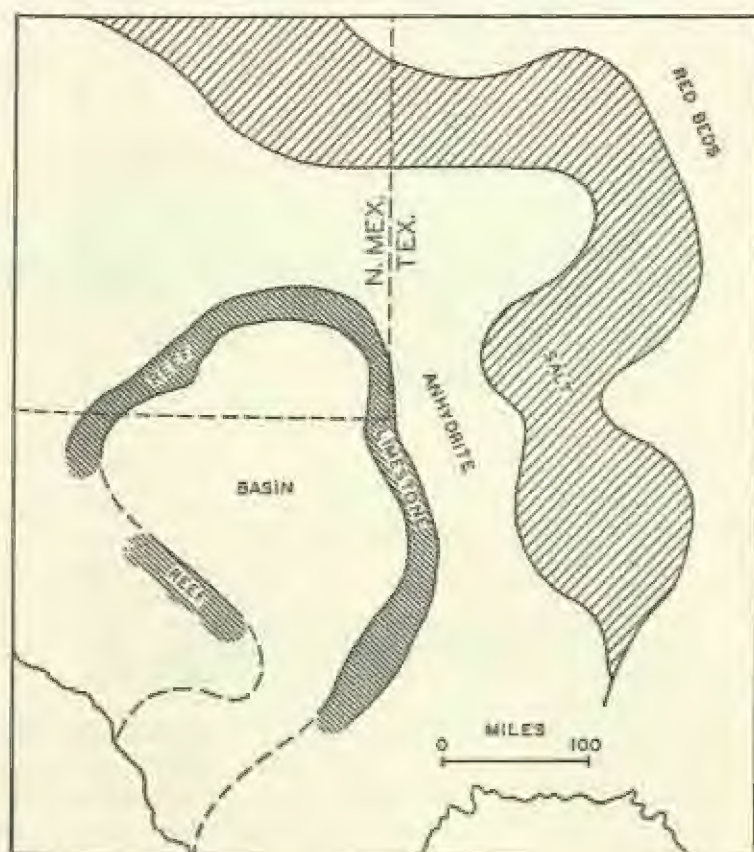 RED BEDS
N. MEX.
TEX.
SALT
REEF
ANHYDRITE
LIMESTONE
BASIN
REEF
MILES
0 100